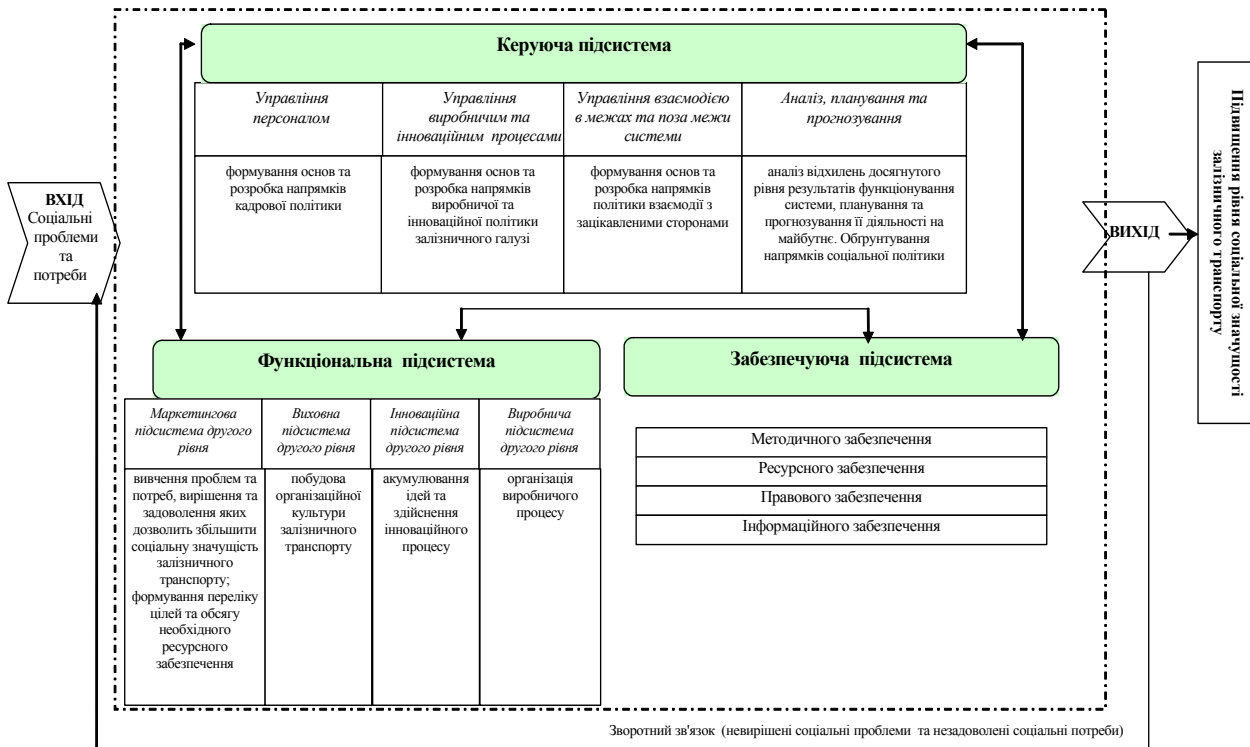 Керуюча підсистема
Управління
персоналом
Управління
виробничим та
інноваційним процесами
Управління взаємодією
в межах та поза межи
системи
Аналіз, планування та
прогнозування
формування основ та
розробка напрямків
кадрової політики
формування основ та
розробка напрямків
виробничої та
інноваційної політики
залізничного галузі
формування основ та
розробка напрямків
політики взаємодії з
зацікавленими сторонами
аналіз відхилень досягнутого
рівня результатів функціонування
системи, планування та
прогнозування її діяльності на
майбутнє. Обґрунтування
напрямків соціальної політики
ВХІД
Соціальні
проблеми
та
потреби
ВИХІД
Підвишення рівня соціальної значущості
залізничного транспорту
Функціональна підсистема
Забезпечуюча підсистема
Маркетингова
підсистема другого
рівня
Виховна
підсистема
другого рівня
Інноваційна
підсистема
другого рівня
Виробнича
підсистема
другого рівня
вивчення проблем та
потреб, вирішення та
задоволення яких
дозволить збільшити
соціальну значущість
залізничного
транспорту;
формування переліку
цілей та обсягу
необхідного
ресурсного
забезпечення
побудова
організаційної
культури
залізничного
транспорту
акумулювання
ідей та
здійснення
інноваційного
процесу
організація
виробничого
процесу
Методичного забезпечення
Ресурсного забезпечення
Правового забезпечення
Інформаційного забезпечення
Зворотний зв'язок (невирішені соціальні проблеми та незадоволені соціальні потреби)